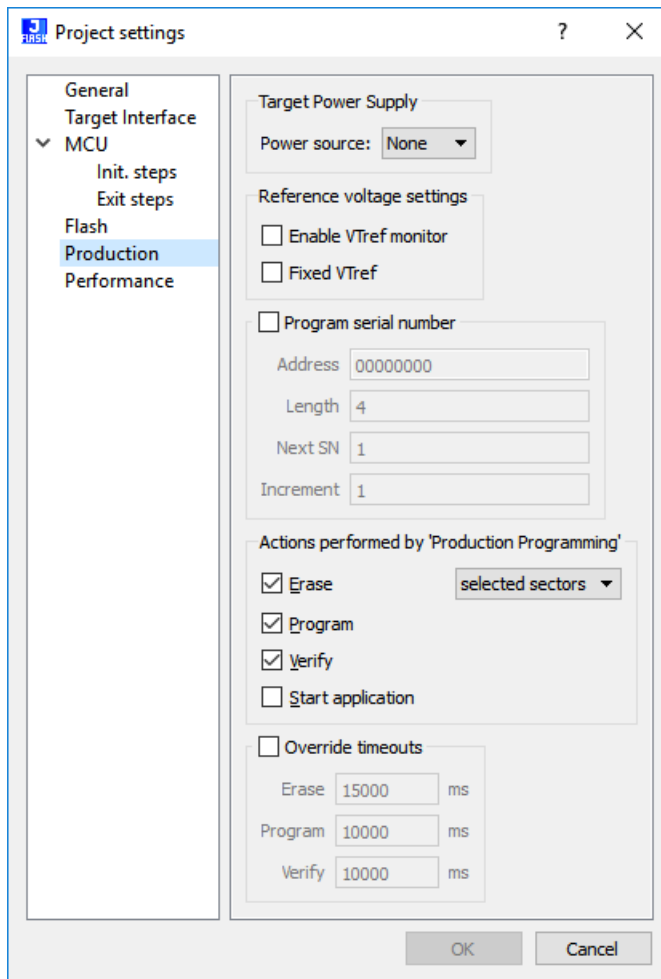 J
FLASH
Project settings
?
General
Target Interface
MCU
Init. steps
Exit steps
Flash
Production
Performance
Target Power Supply
Power source: None
Reference voltage settings
Enable VTref monitor
Fixed VTref
Program serial number
Address 00000000
Length 4
Next SN 1
Increment 1
Actions performed by 'Production Programming'
Erase selected sectors
Program
Verify
Start application
Override timeouts
Erase 15000 ms
Program 10000 ms
Verify 10000 ms
OK Cancel